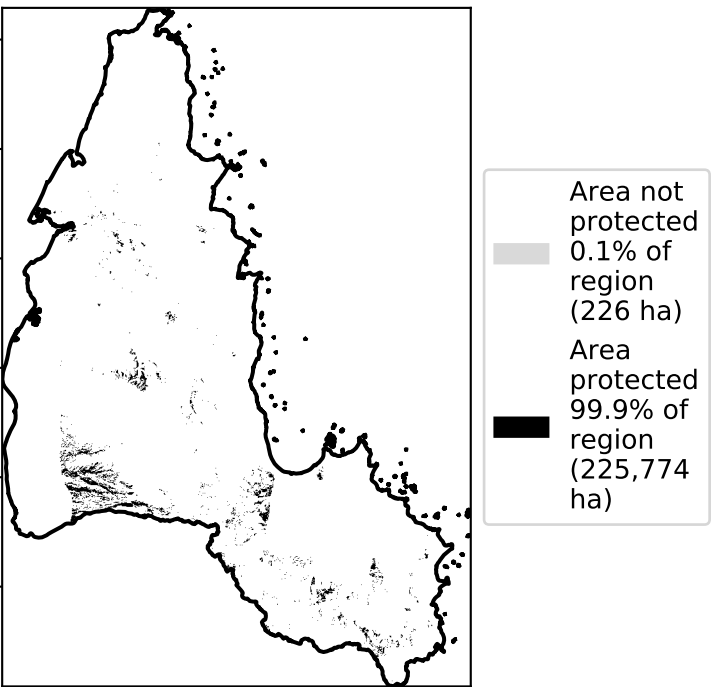 Area not
protected
0.1% of
region
(226 ha)
Area
protected
99.9% of
region
(225,774
ha)